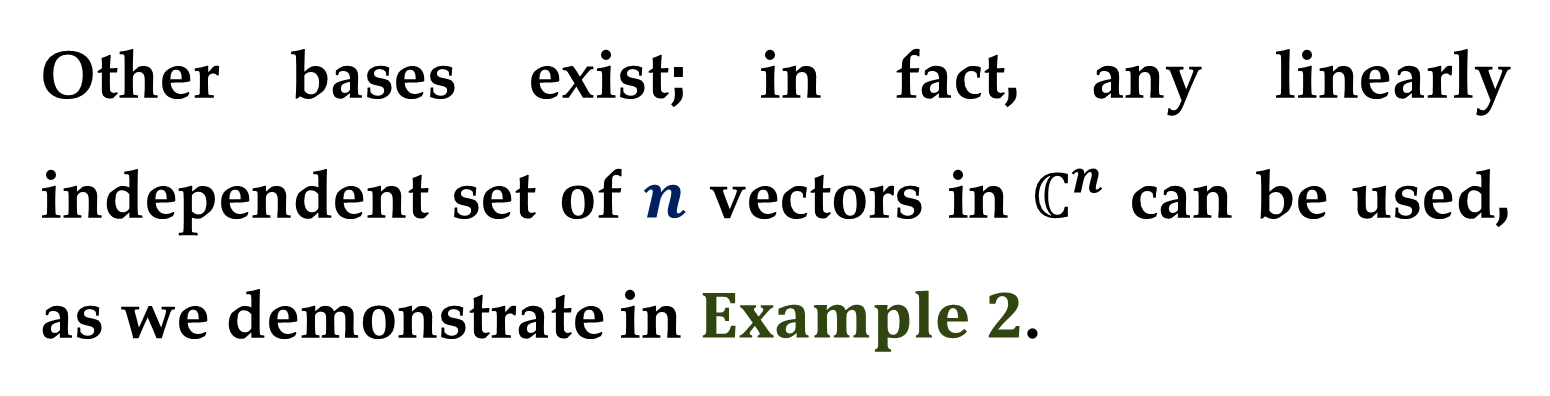 Other bases exist; in fact, any linearly
independent set of n vectors in ℂⁿ can be used,
as we demonstrate in Example 2.